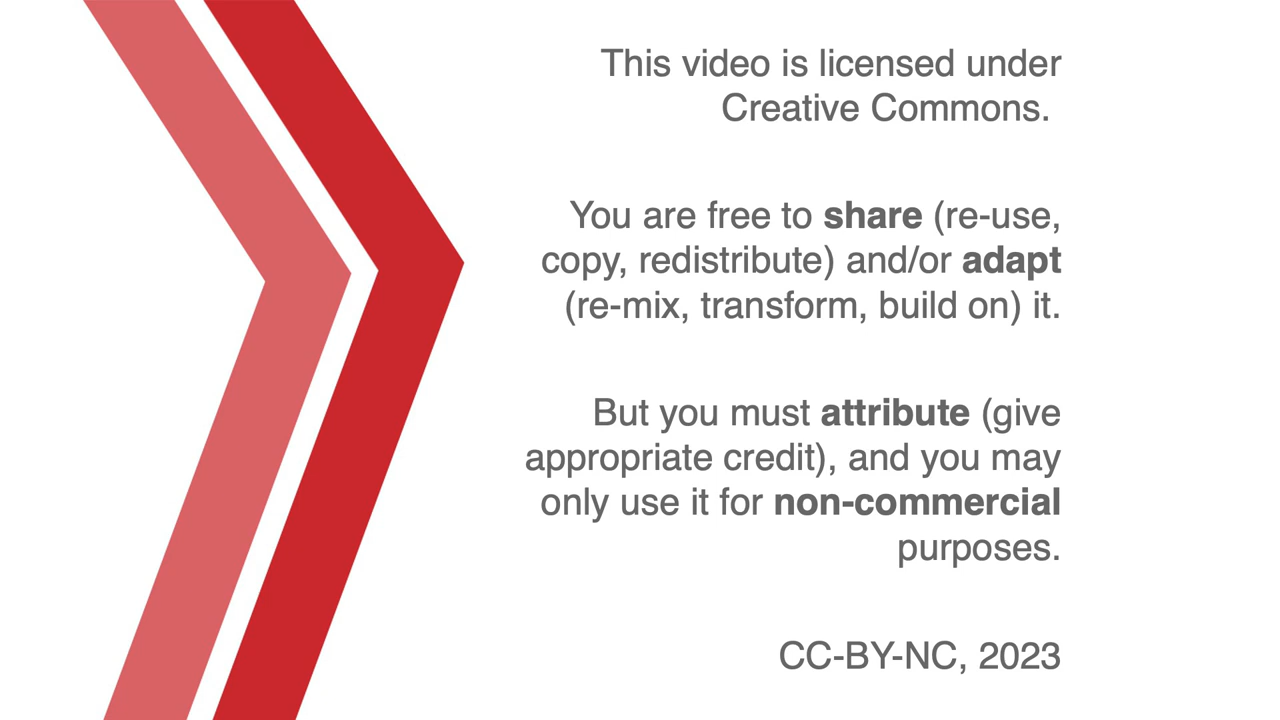 This video is licensed under
Creative Commons.
You are free to share (re-use,
copy, redistribute) and/or adapt
(re-mix, transform, build on) it.
But you must attribute (give
appropriate credit), and you may
only use it for non-commercial
purposes.
CC-BY-NC, 2023